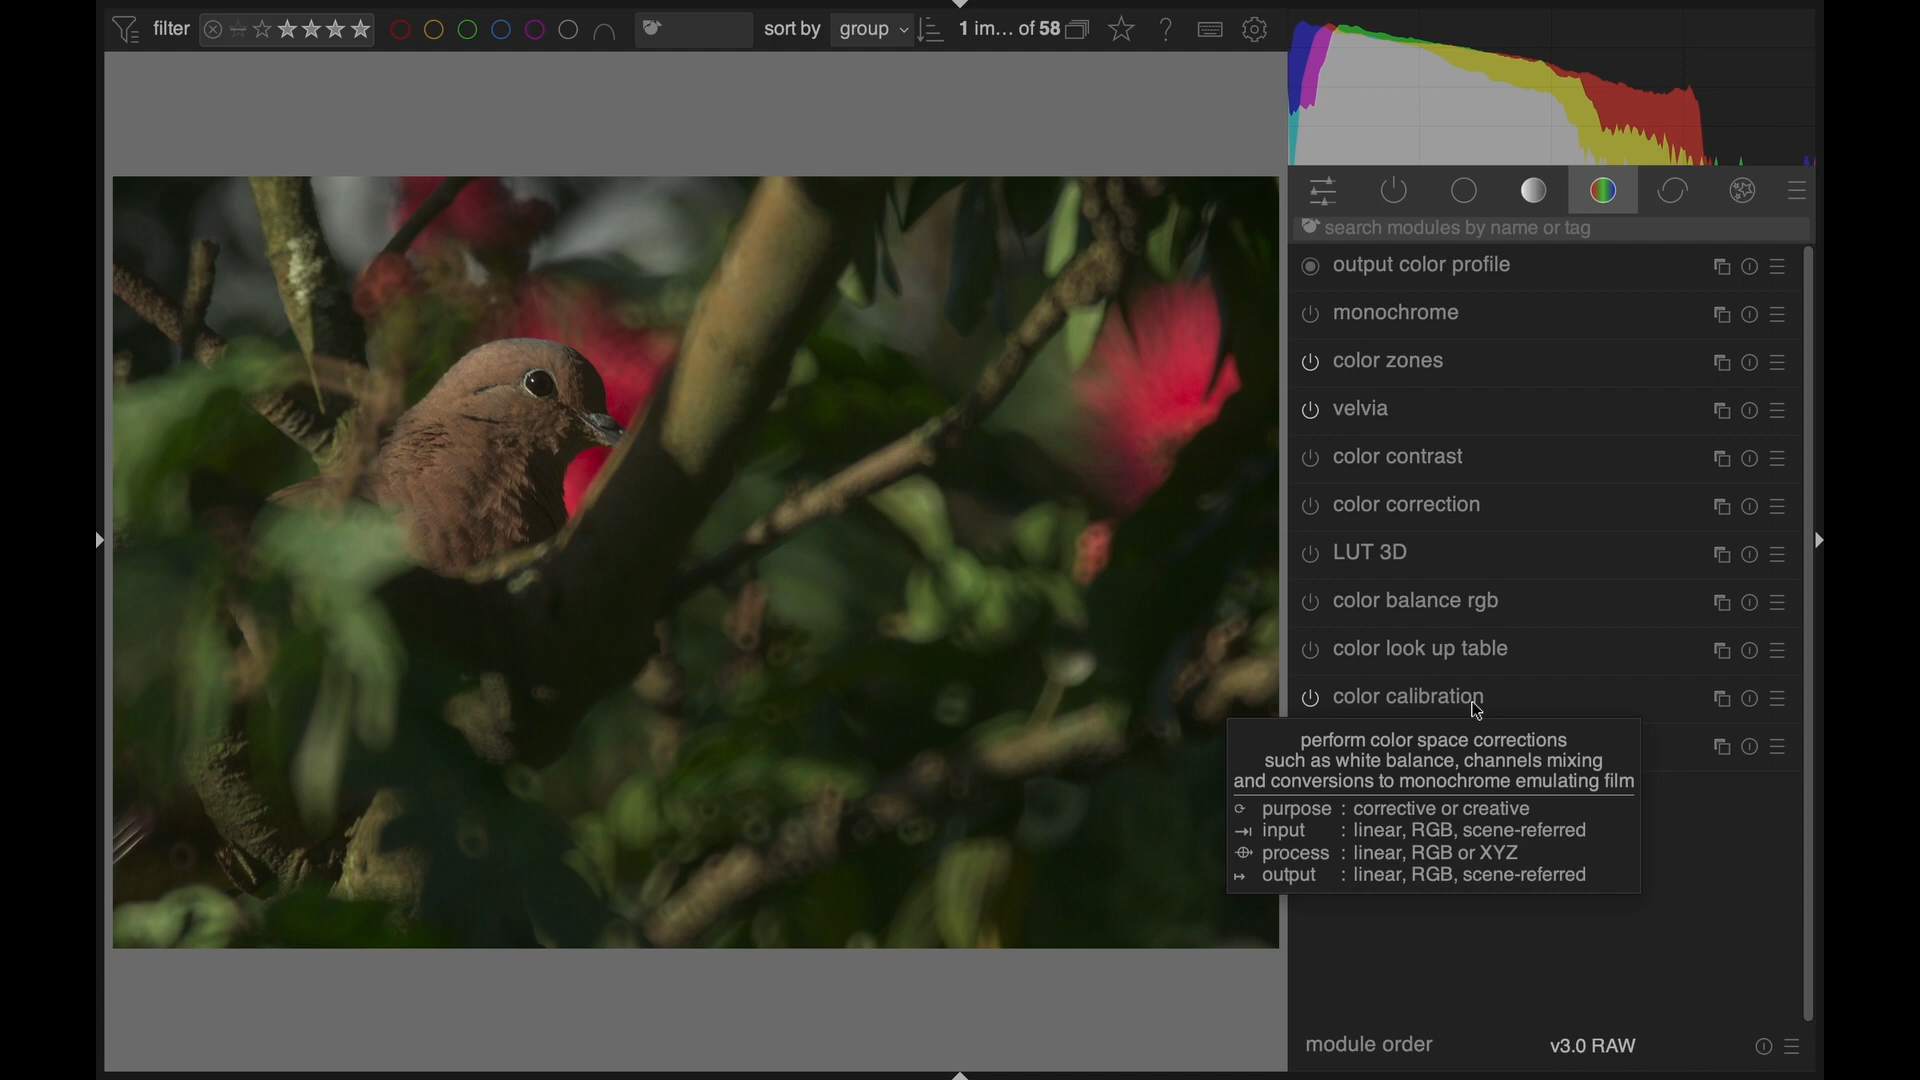 filter
sort by
group
1 im... of 58
search modules by name or tag
output color profile
monochrome
color zones
velvia
color contrast
color correction
LUT 3D
color balance rgb
color look up table
color calibration
perform color space corrections
such as white balance, channels mixing
and conversions to monochrome emulating film
purpose : corrective or creative
input : linear, RGB, scene-referred
process : linear, RGB or XYZ
output : linear, RGB, scene-referred
module order
v3.0 RAW